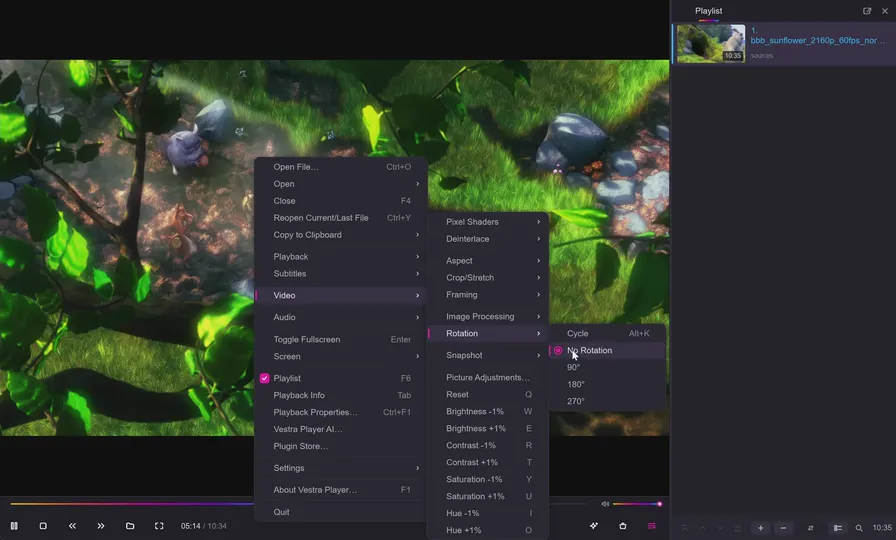 Playlist
1.
bbb_sunflower_2160p_60fps_nor...
10:35
sources
Open File...
Ctrl+O
Open
Close
F4
Reopen Current/Last File
Ctrl+Y
Copy to Clipboard
Playback
Subtitles
Video
Audio
Toggle Fullscreen
Enter
Screen
Playlist
F6
Playback Info
Tab
Playback Properties...
Ctrl+F1
Vestra Player AI...
Plugin Store...
Settings
About Vestra Player...
F1
Quit
Pixel Shaders
Deinterlace
Aspect
Crop/Stretch
Framing
Image Processing
Rotation
Snapshot
Picture Adjustments...
Reset
Q
Brightness -1%
W
Brightness +1%
E
Contrast -1%
R
Contrast +1%
T
Saturation -1%
Y
Saturation +1%
U
Hue -1%
I
Hue +1%
O
Cycle
Alt+K
No Rotation
90°
180°
270°
05:14 / 10:34
10:35